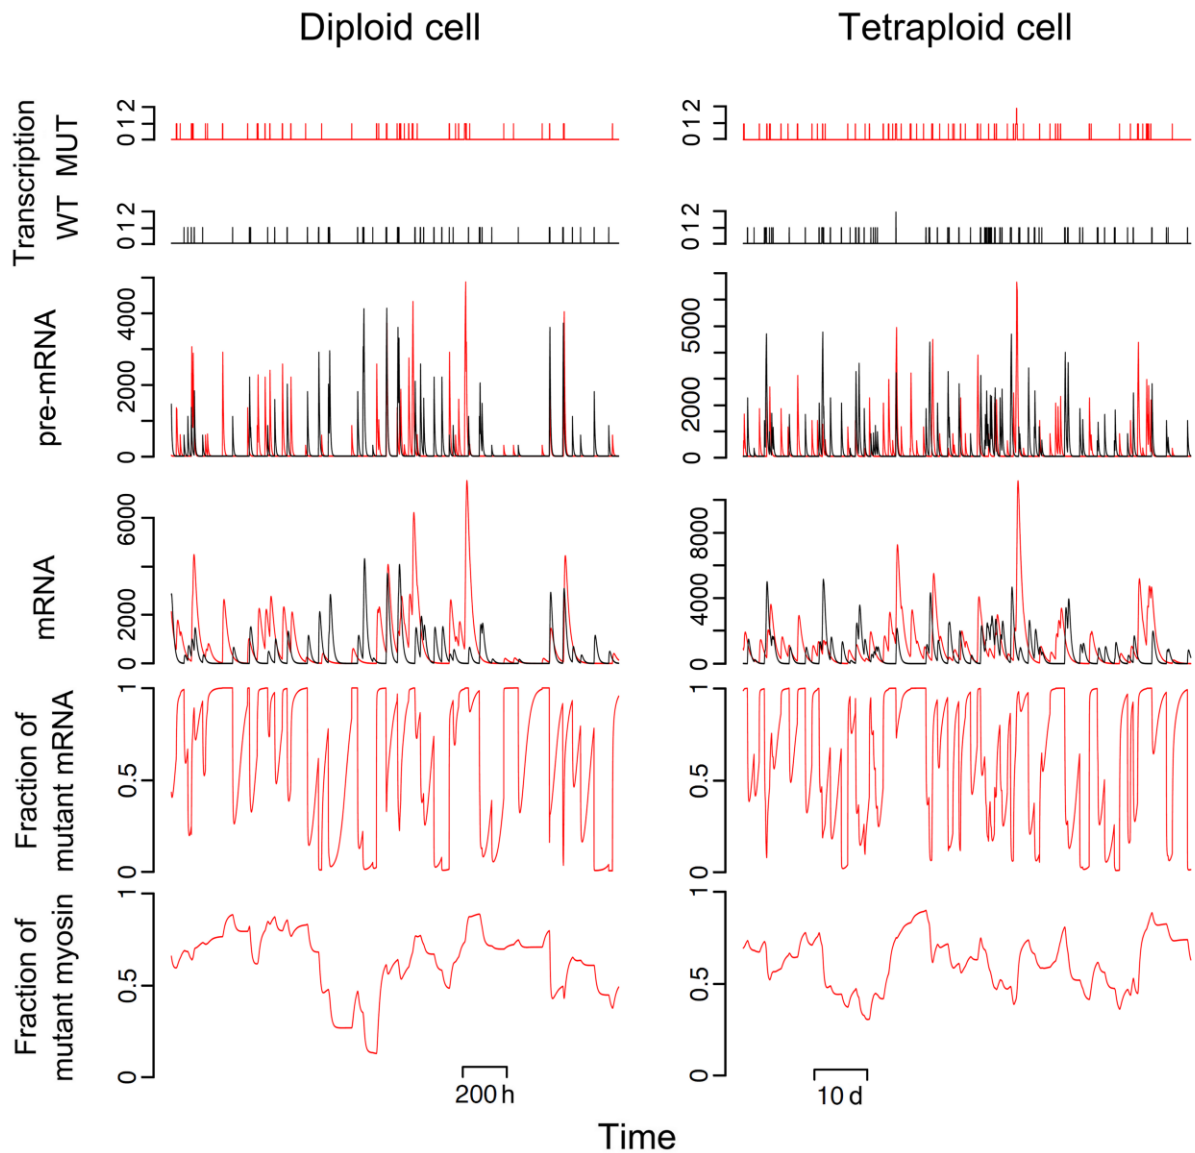 Diploid cell
Tetraploid cell
Transcription
WT MUT
0 1 2
0 1 2
0 1 2
0 1 2
pre-mRNA
0 2000 4000
0 2000 5000
mRNA
0 2000 6000
0 4000 8000
Fraction of
mutant mRNA
0 0.5 1
0 0.5 1
Fraction of
mutant myosin
0 0.5 1
0 0.5 1
200 h
10 d
Time